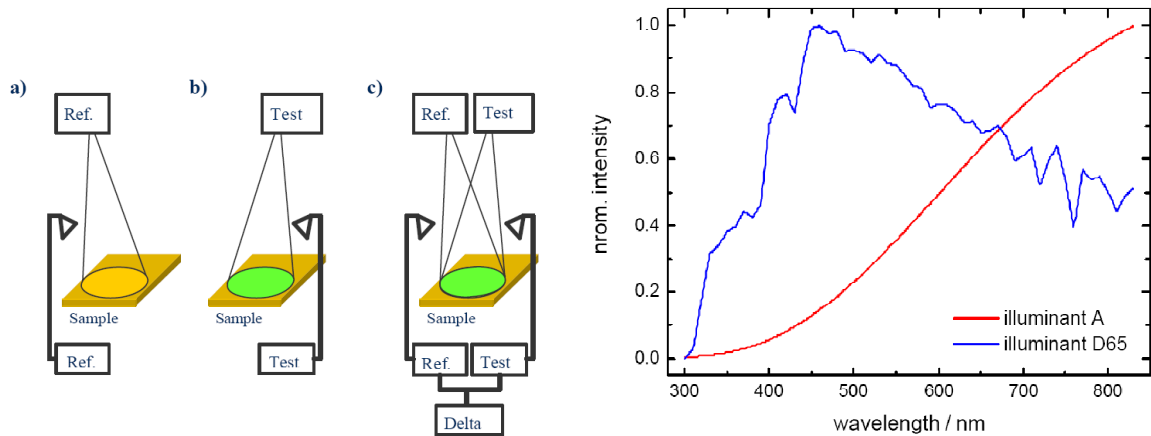 a)
Ref.
Sample
Ref.
b)
Test
Sample
Test
c)
Ref.
Test
Sample
Ref.
Test
Delta
nrom. intensity
1.0
0.8
0.6
0.4
0.2
0.0
300
400
500
600
700
800
wavelength / nm
illuminant A
illuminant D65